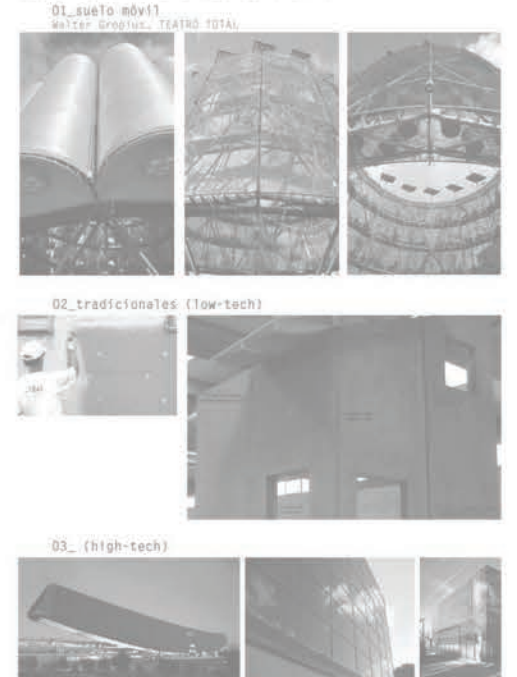 01_suelo móvil
Walter Gropius. TEATRO TOTAL
02_tradicionales (low-tech)
03_ (high-tech)